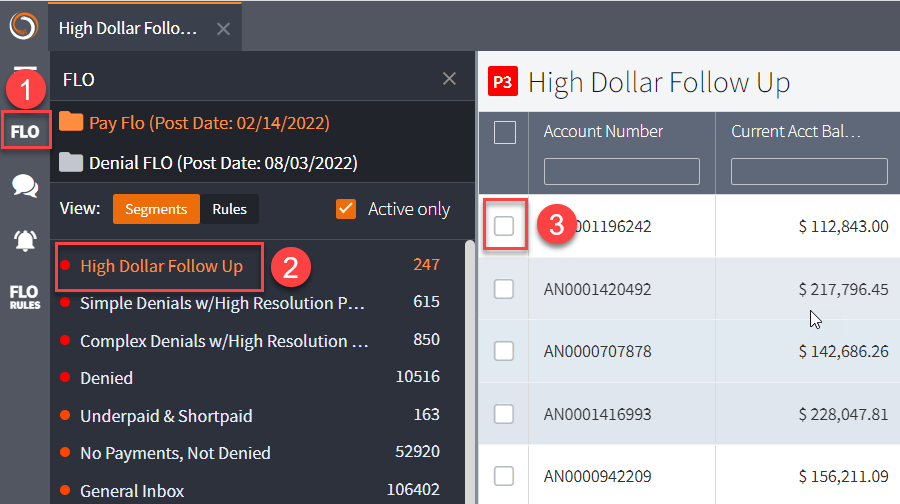 High Dollar Follo...
1
FLO
FLO
RULES
FLO
Pay Flo (Post Date: 02/14/2022)
Denial FLO (Post Date: 08/03/2022)
View: Segments Rules Active only
High Dollar Follow Up 2 247
Simple Denials w/High Resolution P... 615
Complex Denials w/High Resolution ... 850
Denied 10516
Underpaid & Shortpaid 163
No Payments, Not Denied 52920
General Inbox 106402
P3 High Dollar Follow Up
Account Number Current Acct Bal...
3 001196242 $ 112,843.00
AN0001420492 $ 217,796.45
AN0000707878 $ 142,686.26
AN0001416993 $ 228,047.81
AN0000942209 $ 156,211.09